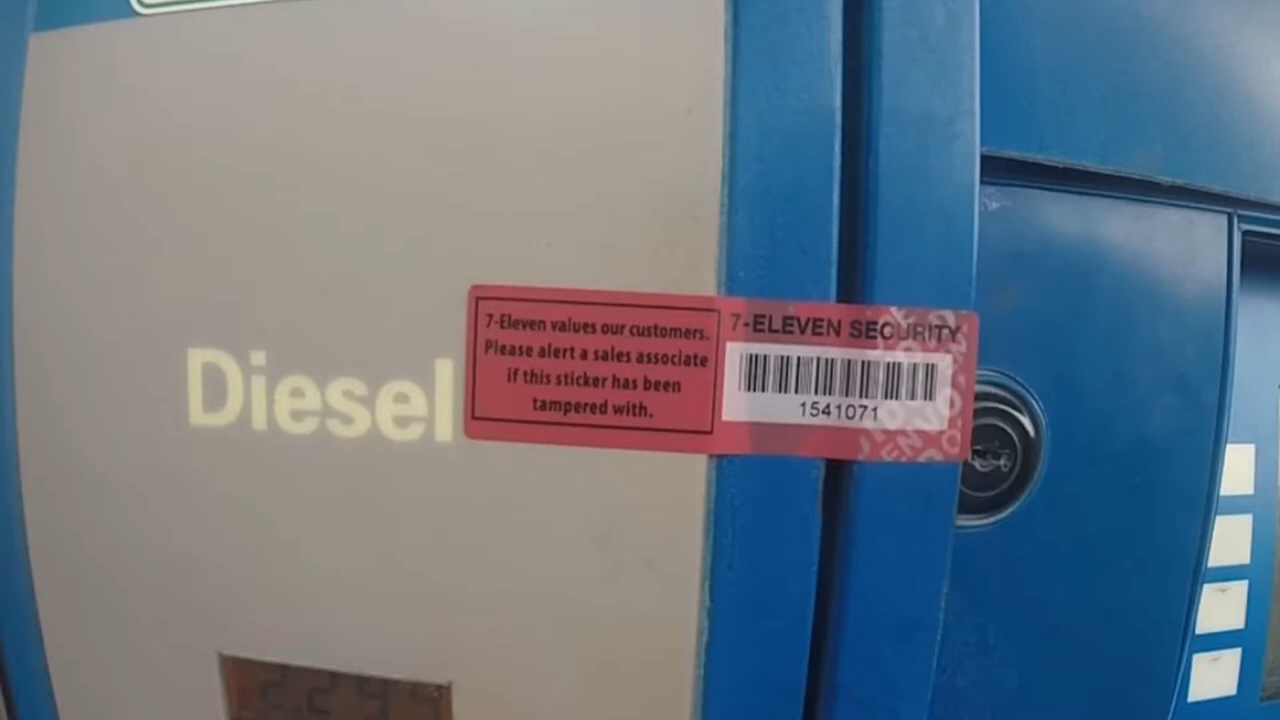 Diesel
7-Eleven values our customers.
Please alert a sales associate
if this sticker has been
tampered with.
7-ELEVEN SECURITY
1541071